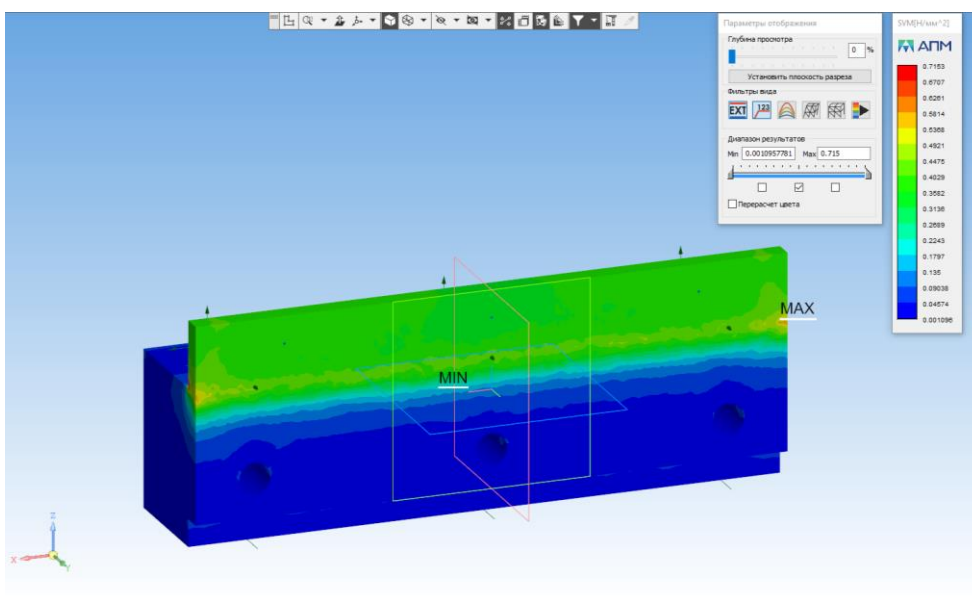 Параметры отображения
Глубина просмотра
0 %
Установить плоскость разреза
Фильтры вида
EXT 123
Диапазон результатов
Min 0.0010957781 Max 0.715
Перерасчет цвета
SVM[Н/мм^2]
АПМ
0.7153
0.6707
0.6261
0.5814
0.5368
0.4921
0.4475
0.4029
0.3582
0.3136
0.2689
0.2243
0.1797
0.135
0.09038
0.04574
0.001096
MAX
MIN
Z
X
Y